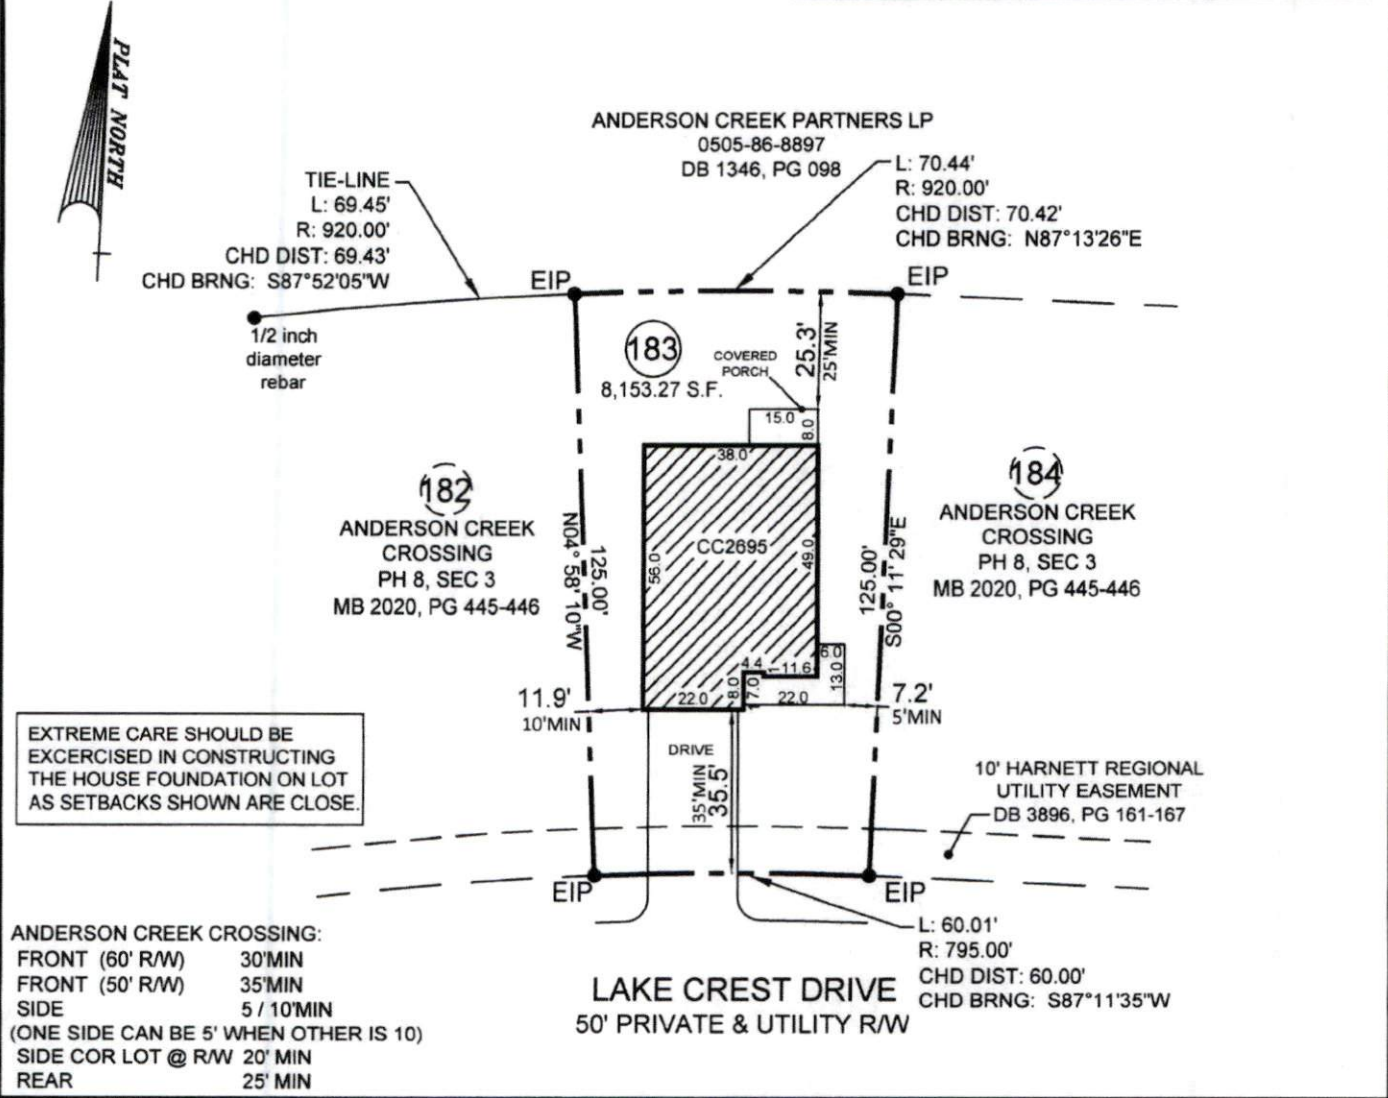 PLAT NORTH
ANDERSON CREEK PARTNERS LP
0505-86-8897
DB 1346, PG 098
L: 70.44'
R: 920.00'
CHD DIST: 70.42'
CHD BRNG: N87°13'26"E
TIE-LINE
L: 69.45'
R: 920.00'
CHD DIST: 69.43'
CHD BRNG: S87°52'05"W
EIP
EIP
1/2 inch
diameter
rebar
183
8,153.27 S.F.
COVERED
PORCH
25.3'
25'MIN
15.0
8.0
38.0
182
ANDERSON CREEK
CROSSING
PH 8, SEC 3
MB 2020, PG 445-446
184
ANDERSON CREEK
CROSSING
PH 8, SEC 3
MB 2020, PG 445-446
N04° 58' 10"W
125.00'
56.0
CC2695
49.0
125.00'
S00° 11' 29"E
6.0
4.4
11.6
13.0
8.0
7.0
22.0
22.0
11.9'
10'MIN
7.2'
5'MIN
EXTREME CARE SHOULD BE
EXCERCISED IN CONSTRUCTING
THE HOUSE FOUNDATION ON LOT
AS SETBACKS SHOWN ARE CLOSE.
DRIVE
35'MIN
35.5'
10' HARNETT REGIONAL
UTILITY EASEMENT
DB 3896, PG 161-167
EIP
EIP
L: 60.01'
R: 795.00'
CHD DIST: 60.00'
CHD BRNG: S87°11'35"W
LAKE CREST DRIVE
50' PRIVATE & UTILITY R/W
ANDERSON CREEK CROSSING:
FRONT (60' R/W) 30'MIN
FRONT (50' R/W) 35'MIN
SIDE 5 / 10'MIN
(ONE SIDE CAN BE 5' WHEN OTHER IS 10)
SIDE COR LOT @ R/W 20' MIN
REAR 25' MIN